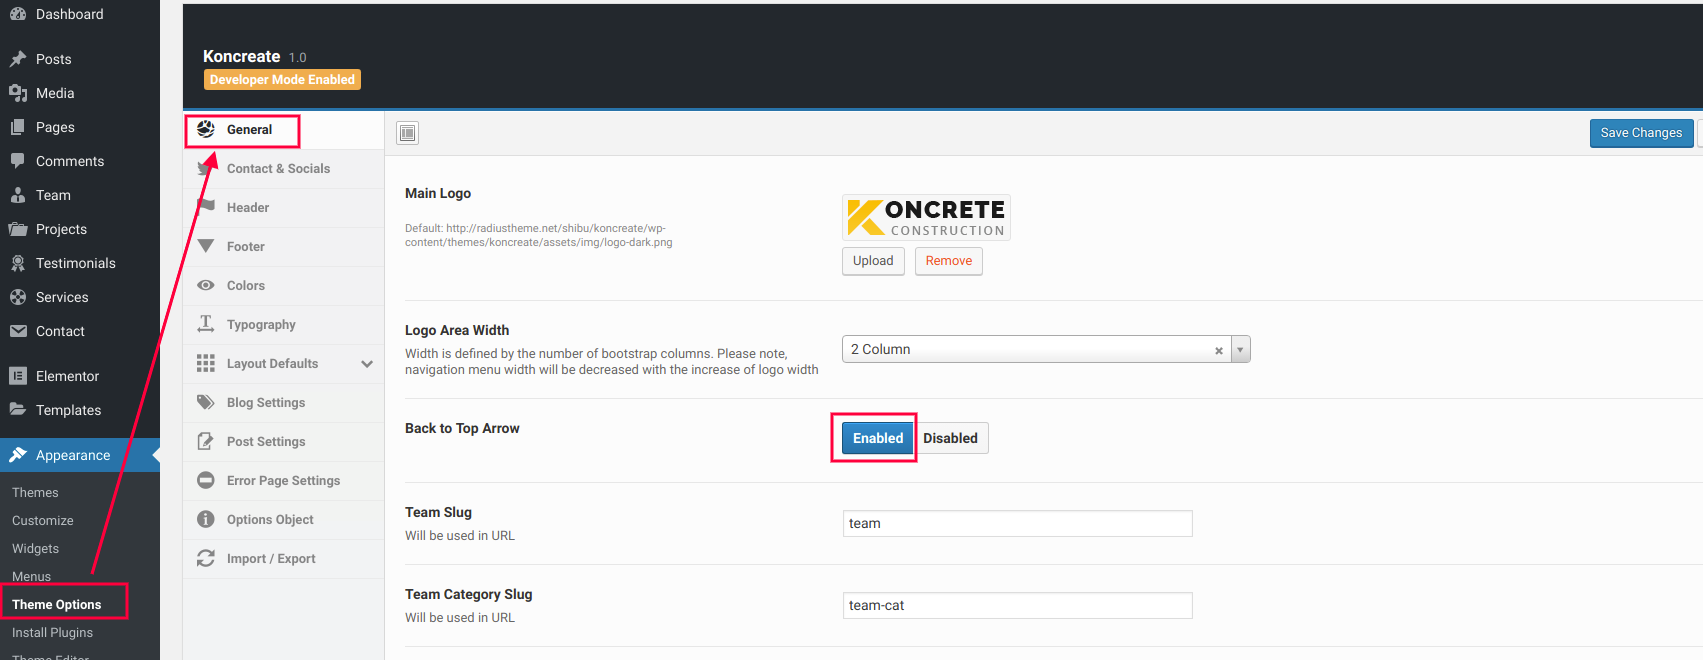 Dashboard
Posts
Media
Pages
Comments
Team
Projects
Testimonials
Services
Contact
Elementor
Templates
Appearance
Themes
Customize
Widgets
Menus
Theme Options
Install Plugins
Theme Editor
Koncreate 1.0
Developer Mode Enabled
General
Contact & Socials
Header
Footer
Colors
Typography
Layout Defaults
Blog Settings
Post Settings
Error Page Settings
Options Object
Import / Export
Save Changes
Main Logo
Default: http://radiustheme.net/shibu/koncreate/wp-
content/themes/koncreate/assets/img/logo-dark.png
KONCRETE
CONSTRUCTION
Upload Remove
Logo Area Width
Width is defined by the number of bootstrap columns. Please note,
navigation menu width will be decreased with the increase of logo width
2 Column
Back to Top Arrow
Enabled Disabled
Team Slug
Will be used in URL
team
Team Category Slug
Will be used in URL
team-cat